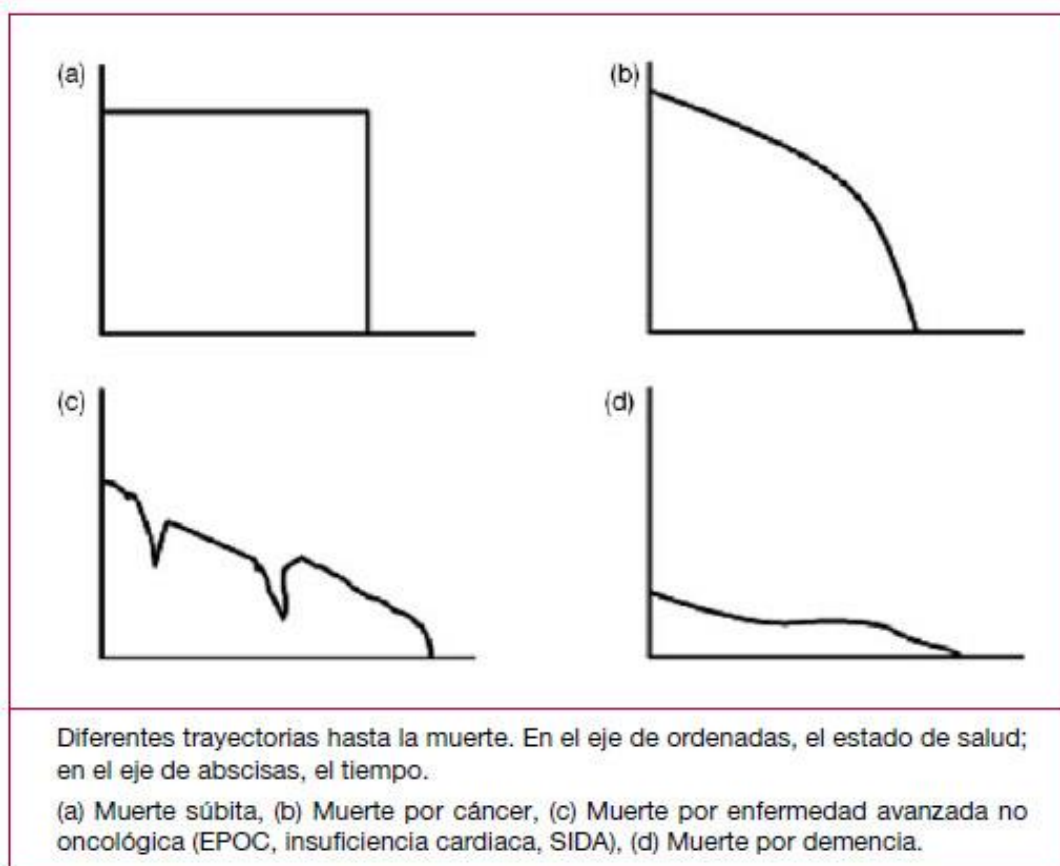 (a)
(b)
(c)
(d)
Diferentes trayectorias hasta la muerte. En el eje de ordenadas, el estado de salud;
en el eje de abscisas, el tiempo.
(a) Muerte súbita, (b) Muerte por cáncer, (c) Muerte por enfermedad avanzada no
oncológica (EPOC, insuficiencia cardiaca, SIDA), (d) Muerte por demencia.